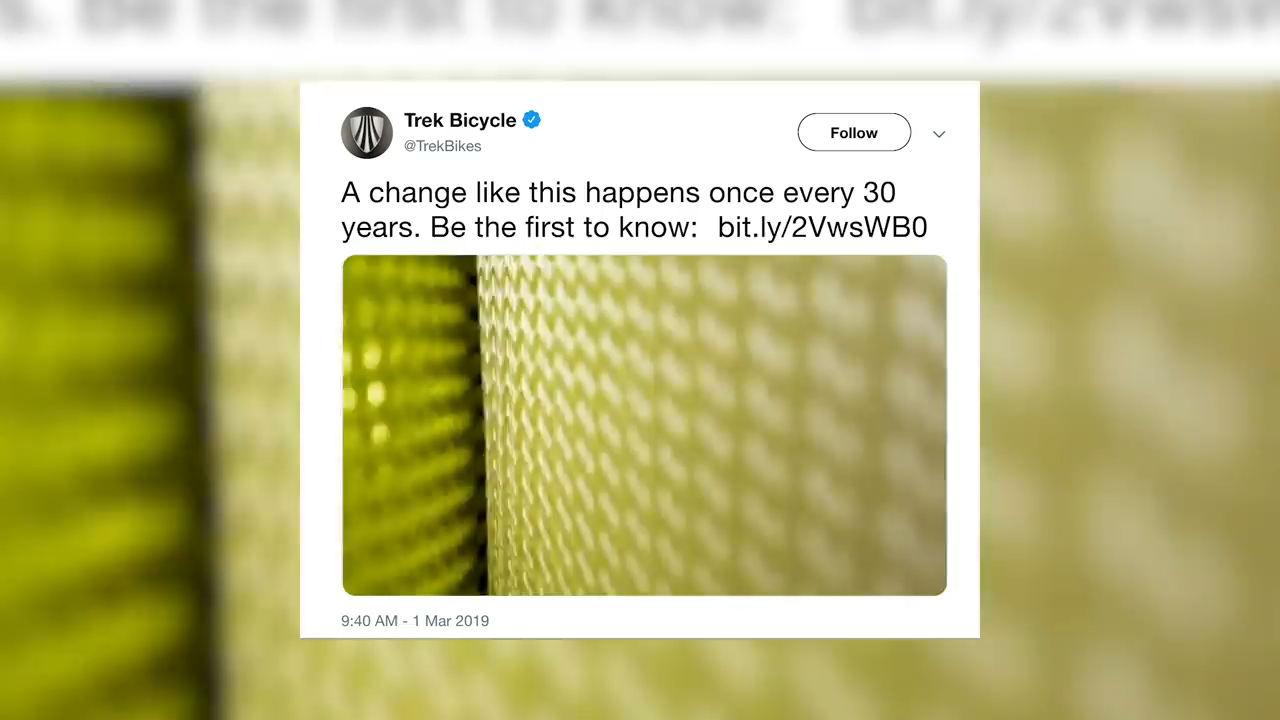 Trek Bicycle
@TrekBikes
Follow
A change like this happens once every 30
years. Be the first to know: bit.ly/2VwsWB0
9:40 AM - 1 Mar 2019